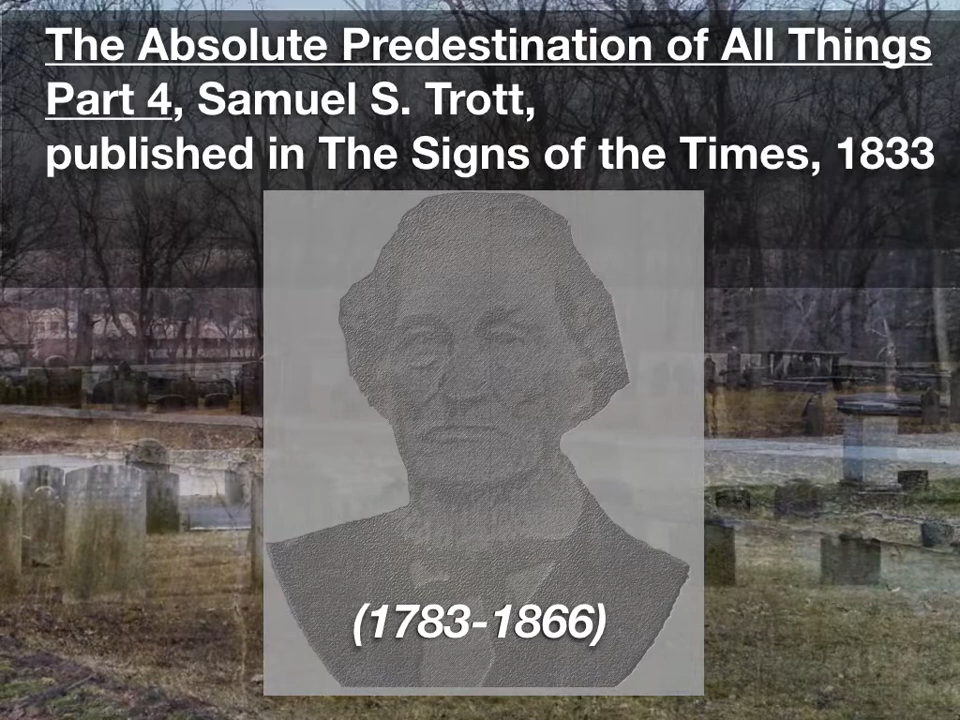 The Absolute Predestination of All Things
Part 4, Samuel S. Trott,
published in The Signs of the Times, 1833
(1783-1866)